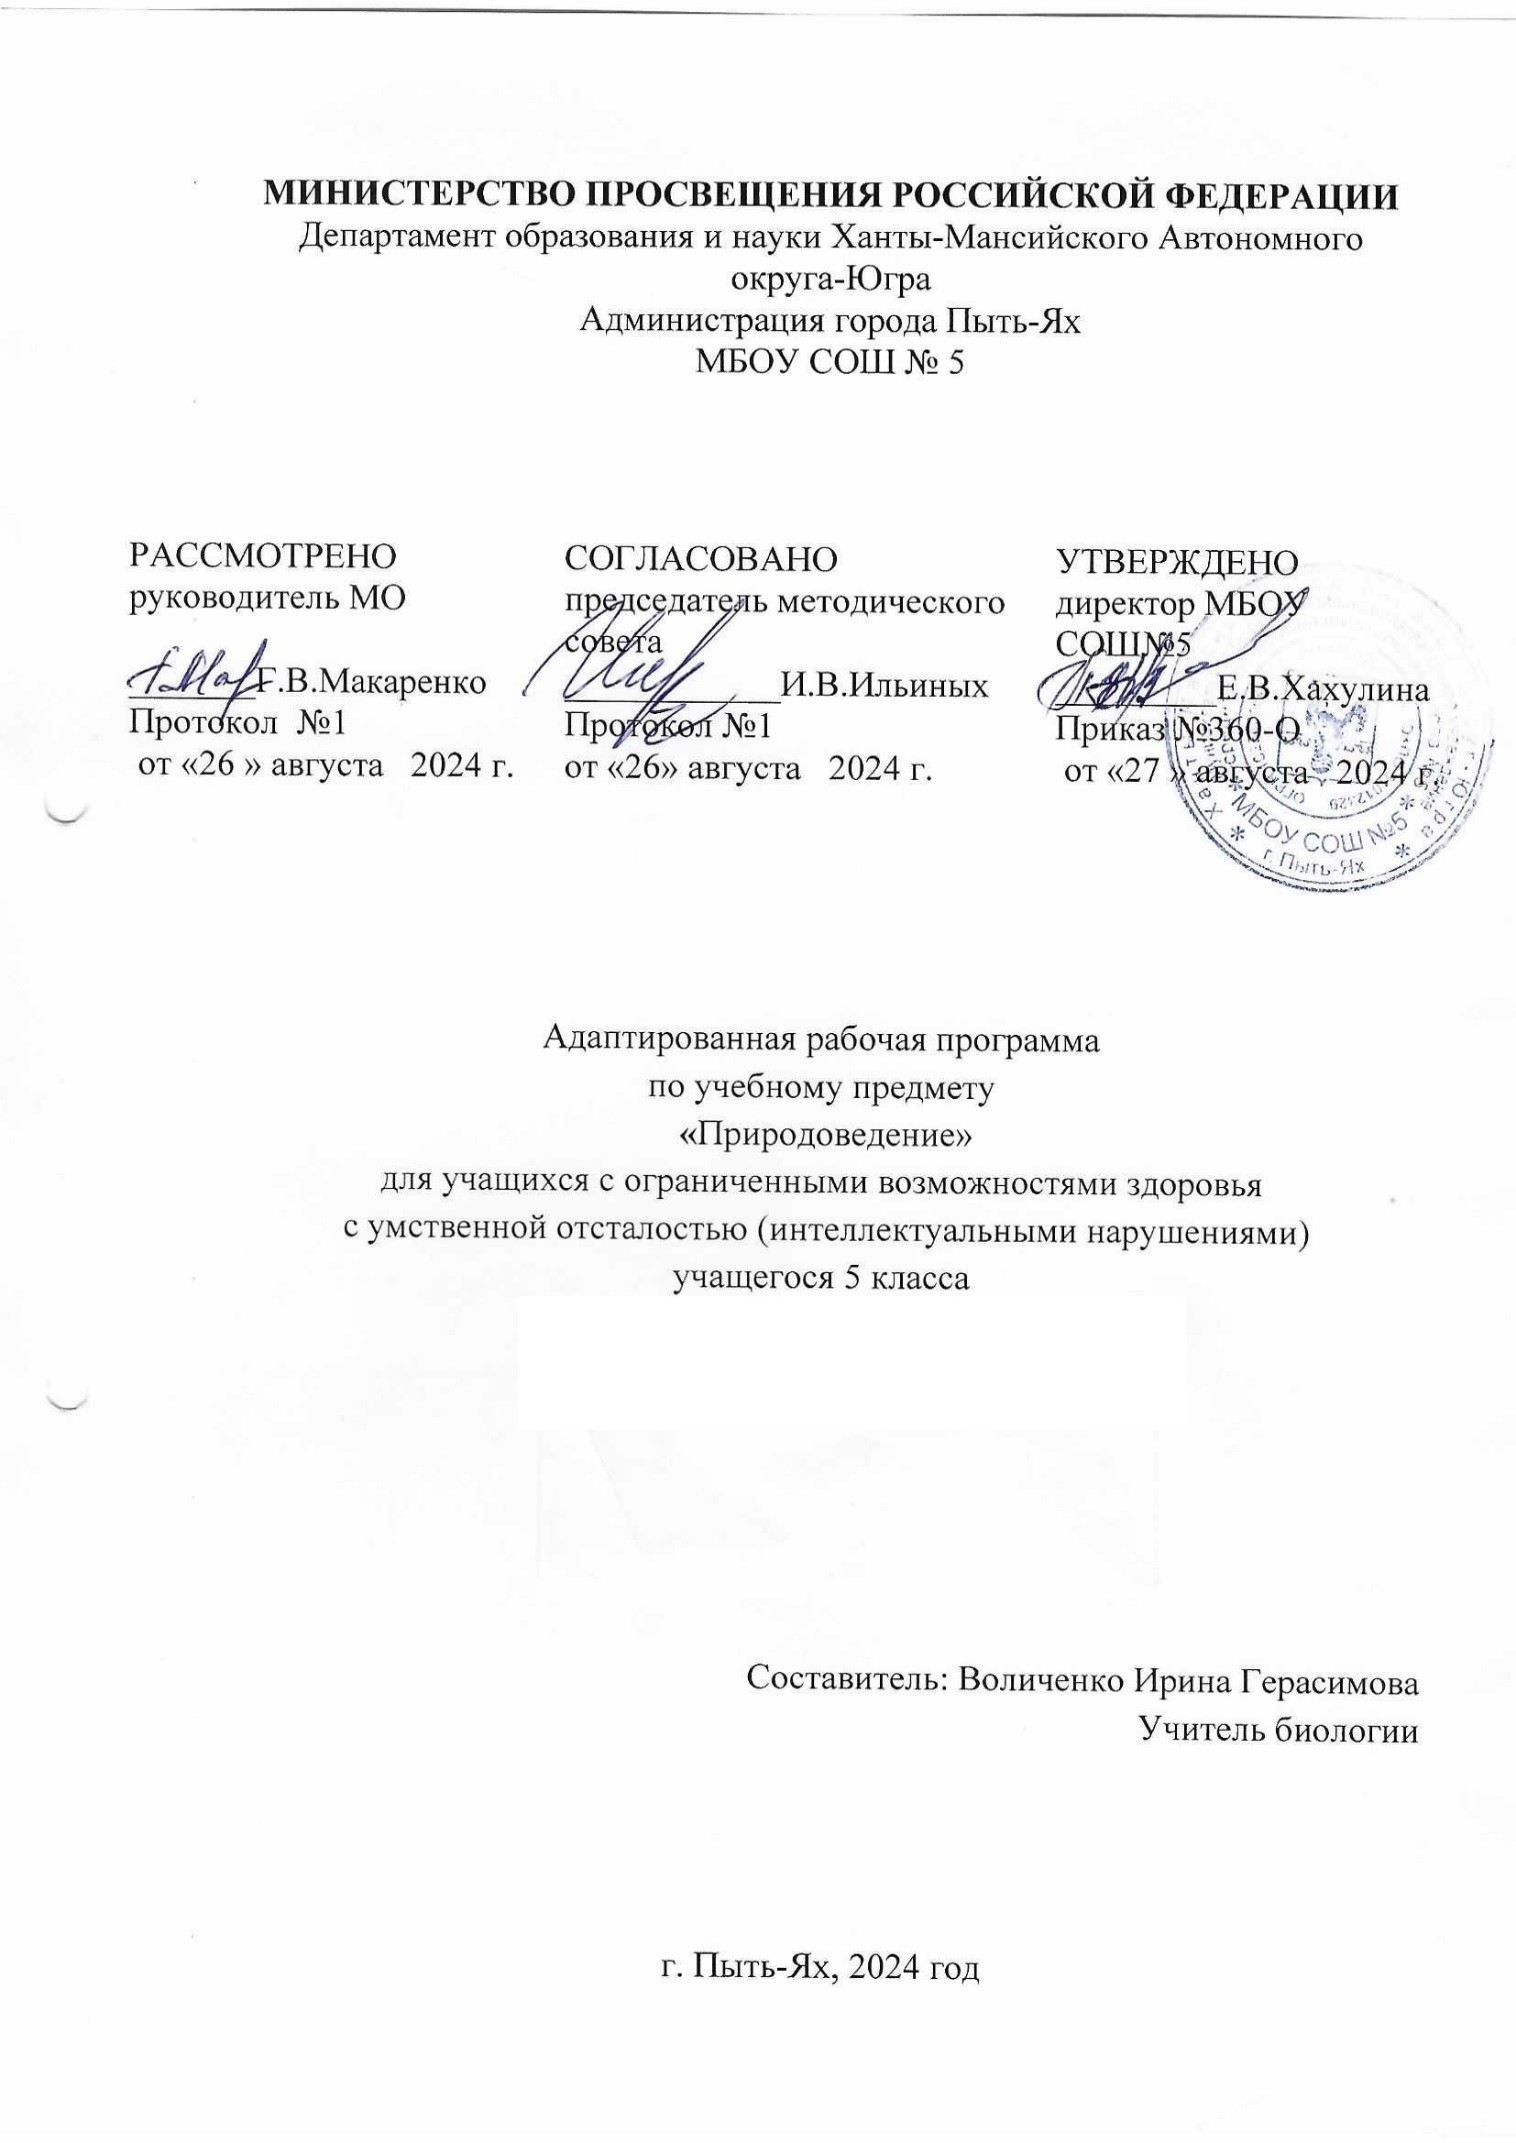 МИНИСТЕРСТВО ПРОСВЕЩЕНИЯ РОССИЙСКОЙ ФЕДЕРАЦИИ
Департамент образования и науки Ханты-Мансийского Автономного
округа-Югра
Администрация города Пыть-Ях
МБОУ СОШ № 5
РАССМОТРЕНО
руководитель МО
Г.В.Макаренко
Протокол №1
от «26 » августа 2024 г.
СОГЛАСОВАНО
председатель методического
совета
И.В.Ильиных
Протокол №1
от «26» августа 2024 г.
УТВЕРЖДЕНО
директор МБОУ
СОШ№5
Е.В.Хахулина
Приказ №360-О
от «27 » августа 2024 г.
МБОУ СОШ №5
г. Пыть-Ях
Адаптированная рабочая программа
по учебному предмету
«Природоведение»
для учащихся с ограниченными возможностями здоровья
с умственной отсталостью (интеллектуальными нарушениями)
учащегося 5 класса
Составитель: Воличенко Ирина Герасимова
Учитель биологии
г. Пыть-Ях, 2024 год